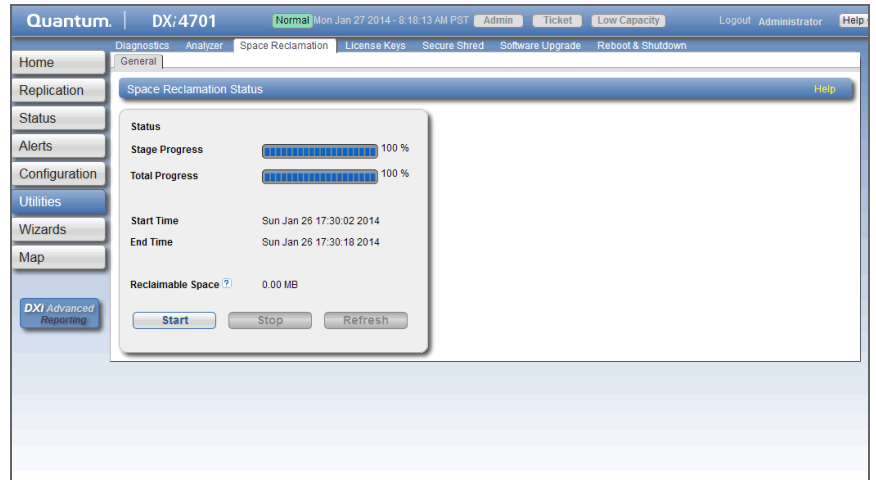 Quantum. DXi4701 Normal Mon Jan 27 2014 - 8:18:13 AM PST Admin Ticket Low Capacity Logout Administrator Help
Diagnostics Analyzer Space Reclamation License Keys Secure Shred Software Upgrade Reboot & Shutdown
General
Home
Replication
Status
Alerts
Configuration
Utilities
Wizards
Map
DXi Advanced
Reporting
Space Reclamation Status Help
Status
Stage Progress 100 %
Total Progress 100 %
Start Time Sun Jan 26 17:30:02 2014
End Time Sun Jan 26 17:30:18 2014
Reclaimable Space ? 0.00 MB
Start Stop Refresh